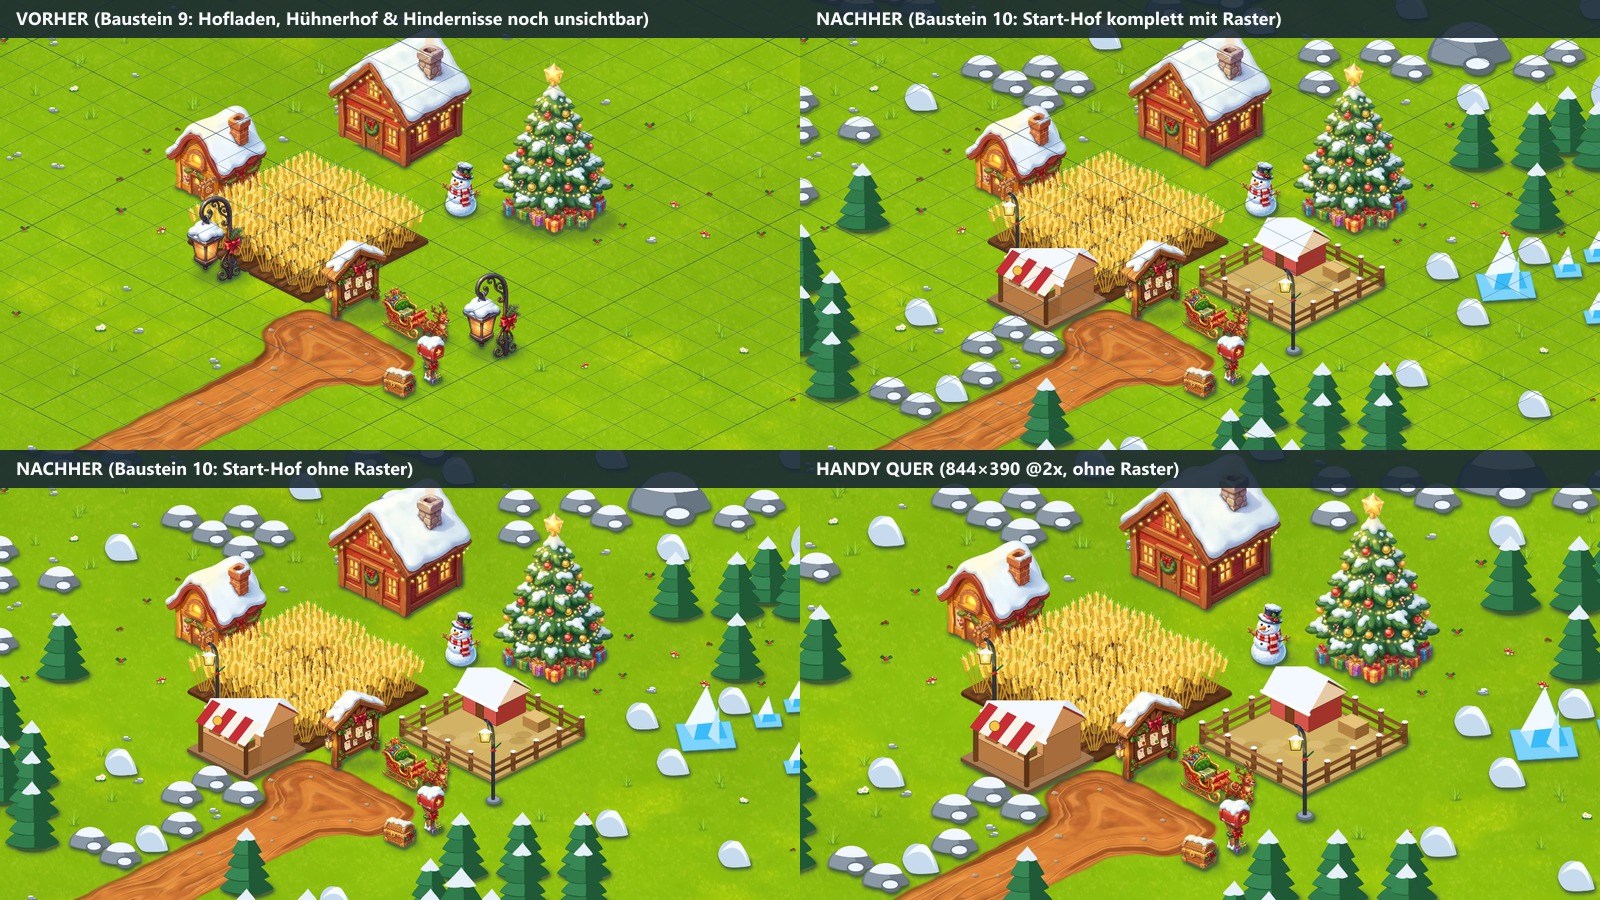 VORHER (Baustein 9: Hofladen, Hühnerhof & Hindernisse noch unsichtbar)
NACHHER (Baustein 10: Start-Hof komplett mit Raster)
NACHHER (Baustein 10: Start-Hof ohne Raster)
HANDY QUER (844×390 @2x, ohne Raster)